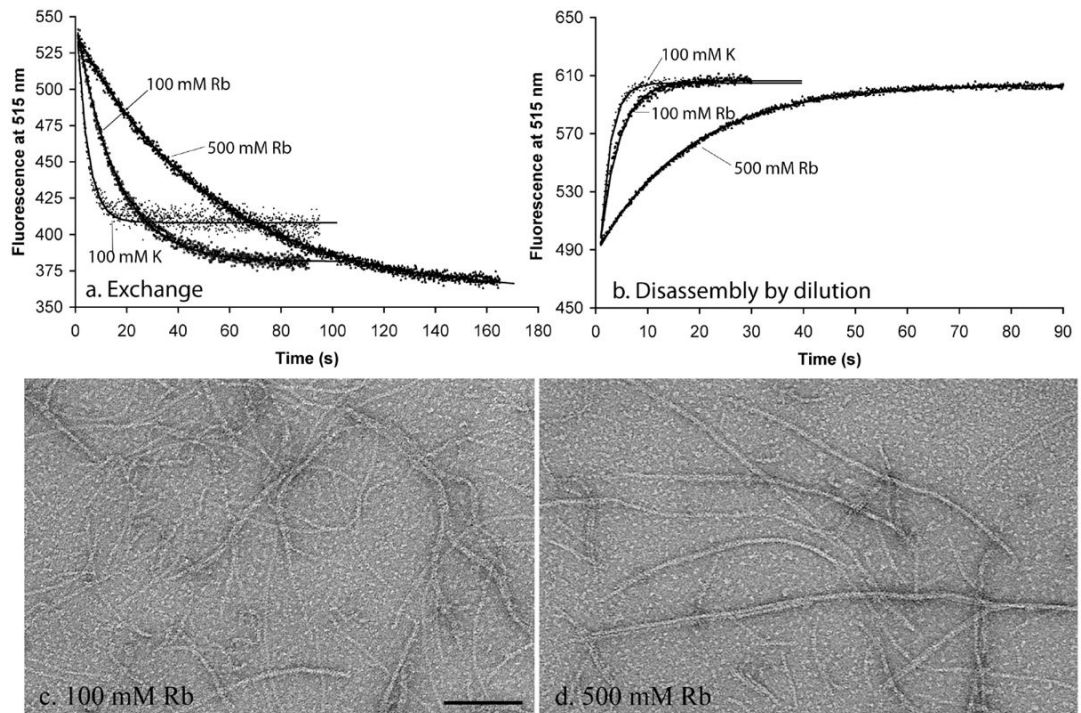 550
525
500
475
450
425
400
375
350
Fluorescence at 515 nm
100 mM Rb
500 mM Rb
100 mM K
a. Exchange
0 20 40 60 80 100 120 140 160 180
Time (s)
650
610
570
530
490
450
Fluorescence at 515 nm
100 mM K
100 mM Rb
500 mM Rb
b. Disassembly by dilution
0 10 20 30 40 50 60 70 80 90
Time (s)
c. 100 mM Rb
d. 500 mM Rb